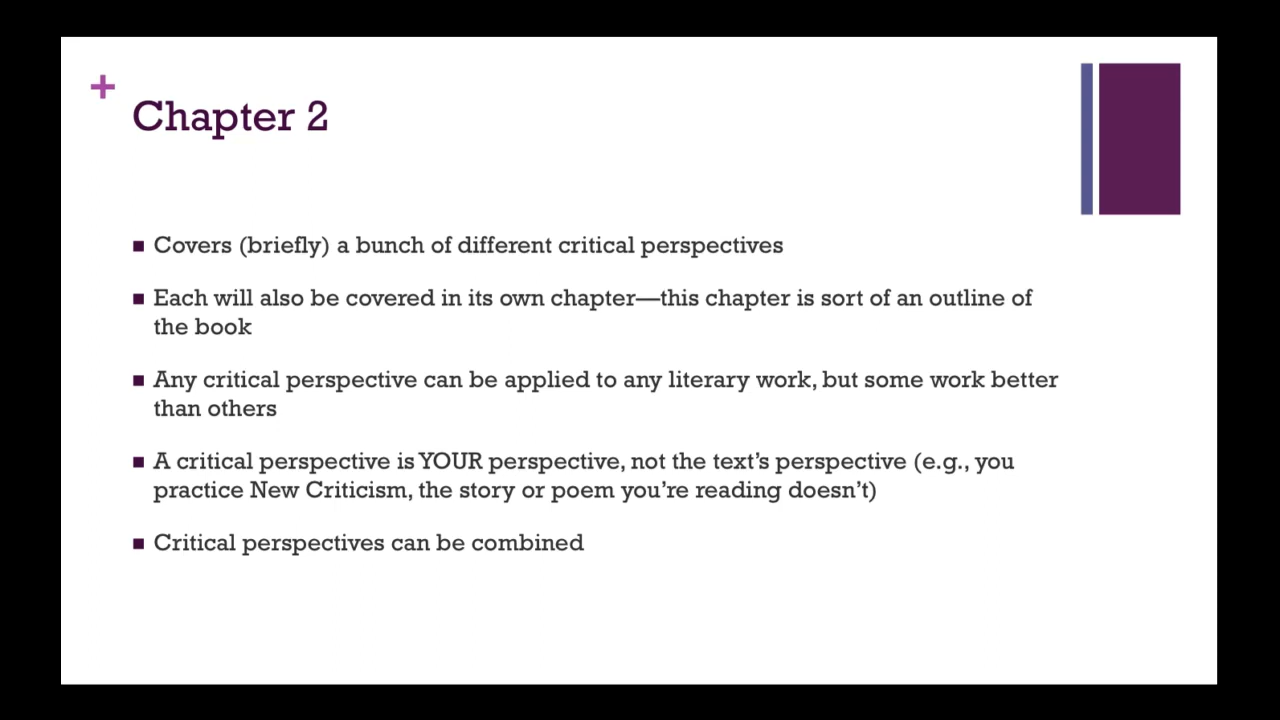 +
Chapter 2
■ Covers (briefly) a bunch of different critical perspectives
■ Each will also be covered in its own chapter—this chapter is sort of an outline of
the book
■ Any critical perspective can be applied to any literary work, but some work better
than others
■ A critical perspective is YOUR perspective, not the text’s perspective (e.g., you
practice New Criticism, the story or poem you’re reading doesn’t)
■ Critical perspectives can be combined